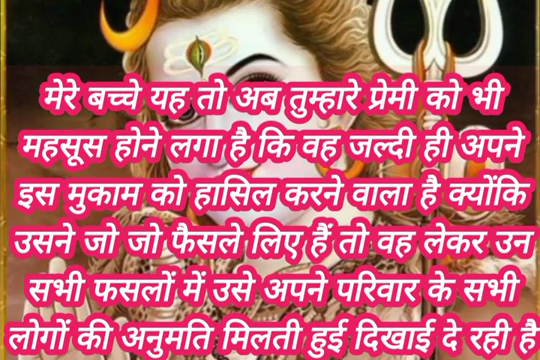 मेरे बच्चे यह तो अब तुम्हारे प्रेमी को भी
महसूस होने लगा है कि वह जल्दी ही अपने
इस मुकाम को हासिल करने वाला है क्योंकि
उसने जो जो फैसले लिए हैं तो वह लेकर उन
सभी फसलों में उसे अपने परिवार के सभी
लोगों की अनुमति मिलती हुई दिखाई दे रही है